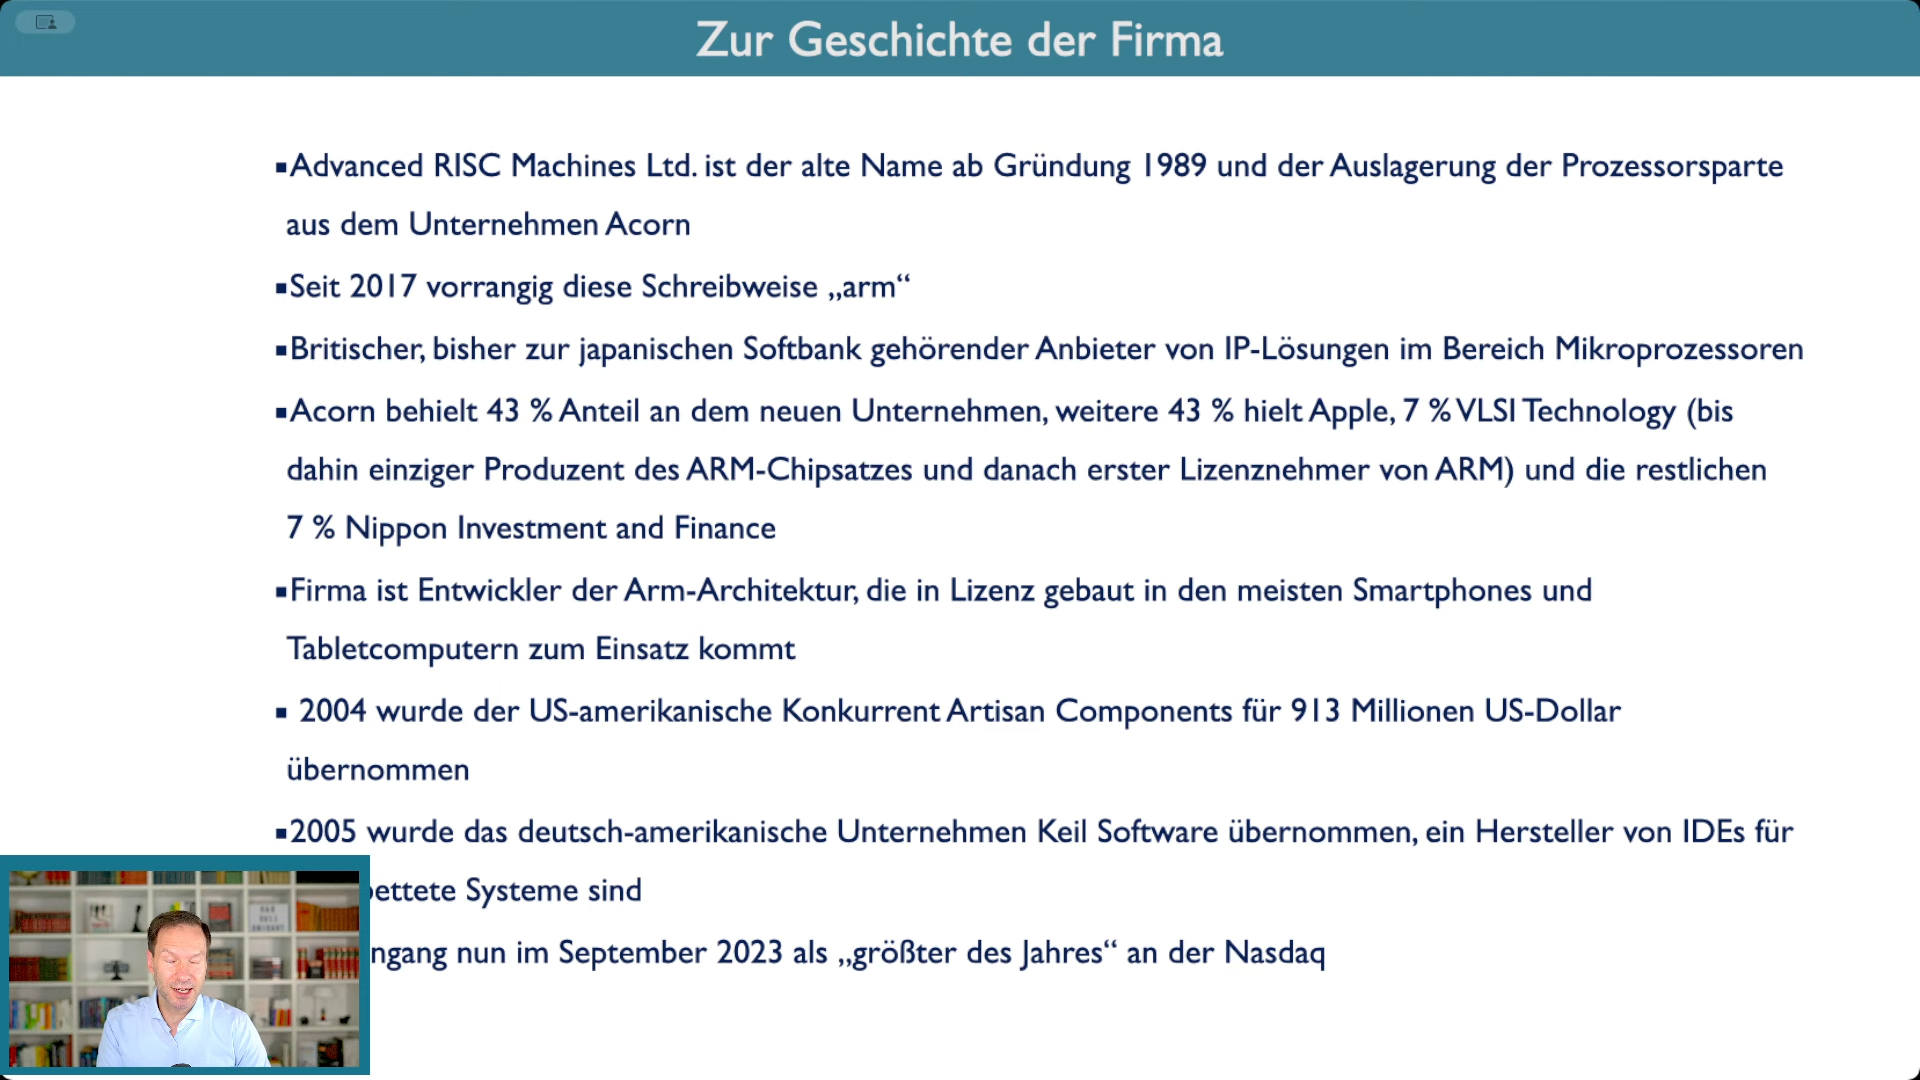 Zur Geschichte der Firma
▪Advanced RISC Machines Ltd. ist der alte Name ab Gründung 1989 und der Auslagerung der Prozessorsparte
aus dem Unternehmen Acorn
▪Seit 2017 vorrangig diese Schreibweise „arm“
▪Britischer, bisher zur japanischen Softbank gehörender Anbieter von IP-Lösungen im Bereich Mikroprozessoren
▪Acorn behielt 43 % Anteil an dem neuen Unternehmen, weitere 43 % hielt Apple, 7 % VLSI Technology (bis
dahin einziger Produzent des ARM-Chipsatzes und danach erster Lizenznehmer von ARM) und die restlichen
7 % Nippon Investment and Finance
▪Firma ist Entwickler der Arm-Architektur, die in Lizenz gebaut in den meisten Smartphones und
Tabletcomputern zum Einsatz kommt
▪ 2004 wurde der US-amerikanische Konkurrent Artisan Components für 913 Millionen US-Dollar
übernommen
▪2005 wurde das deutsch-amerikanische Unternehmen Keil Software übernommen, ein Hersteller von IDEs für
bettete Systeme sind
ngang nun im September 2023 als „größter des Jahres“ an der Nasdaq